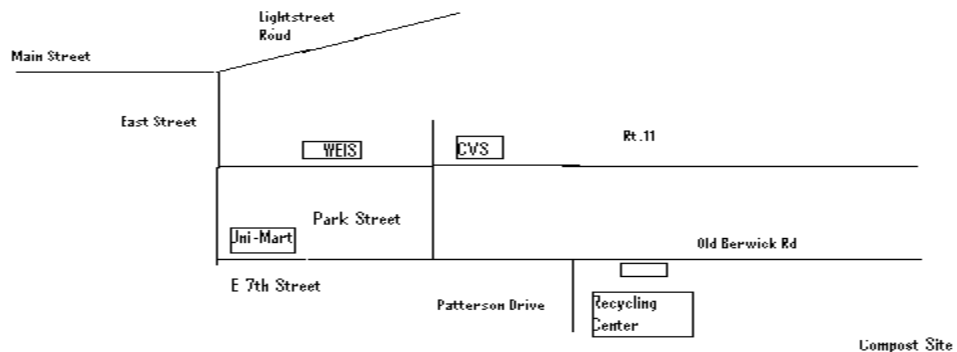 Lightstreet
Road
Main Street
East Street
Rt.11
WEIS
CVS
Park Street
Uni-Mart
Old Berwick Rd
E 7th Street
Patterson Drive
Recycling
Center
Compost Site